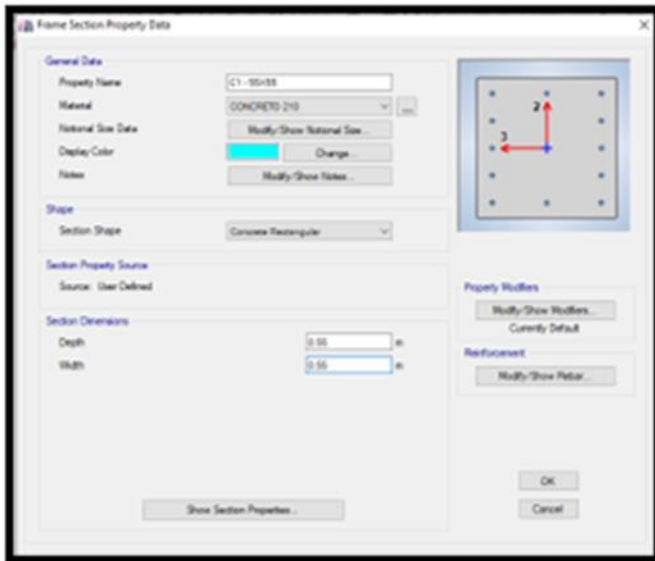 Frame Section Property Data
General Data
Property Name
C1 - 55X55
Material
CONCRETO 210
...
Notional Size Data
Modify/Show Notional Size...
Display Color
Change...
Notes
Modify/Show Notes...
Shape
Section Shape
Concrete Rectangular
Section Property Source
Source: User Defined
Section Dimensions
Depth
0.55
m
Width
0.55
m
Show Section Properties...
2
3
Property Modifiers
Modify/Show Modifiers...
Currently Default
Reinforcement
Modify/Show Rebar...
OK
Cancel